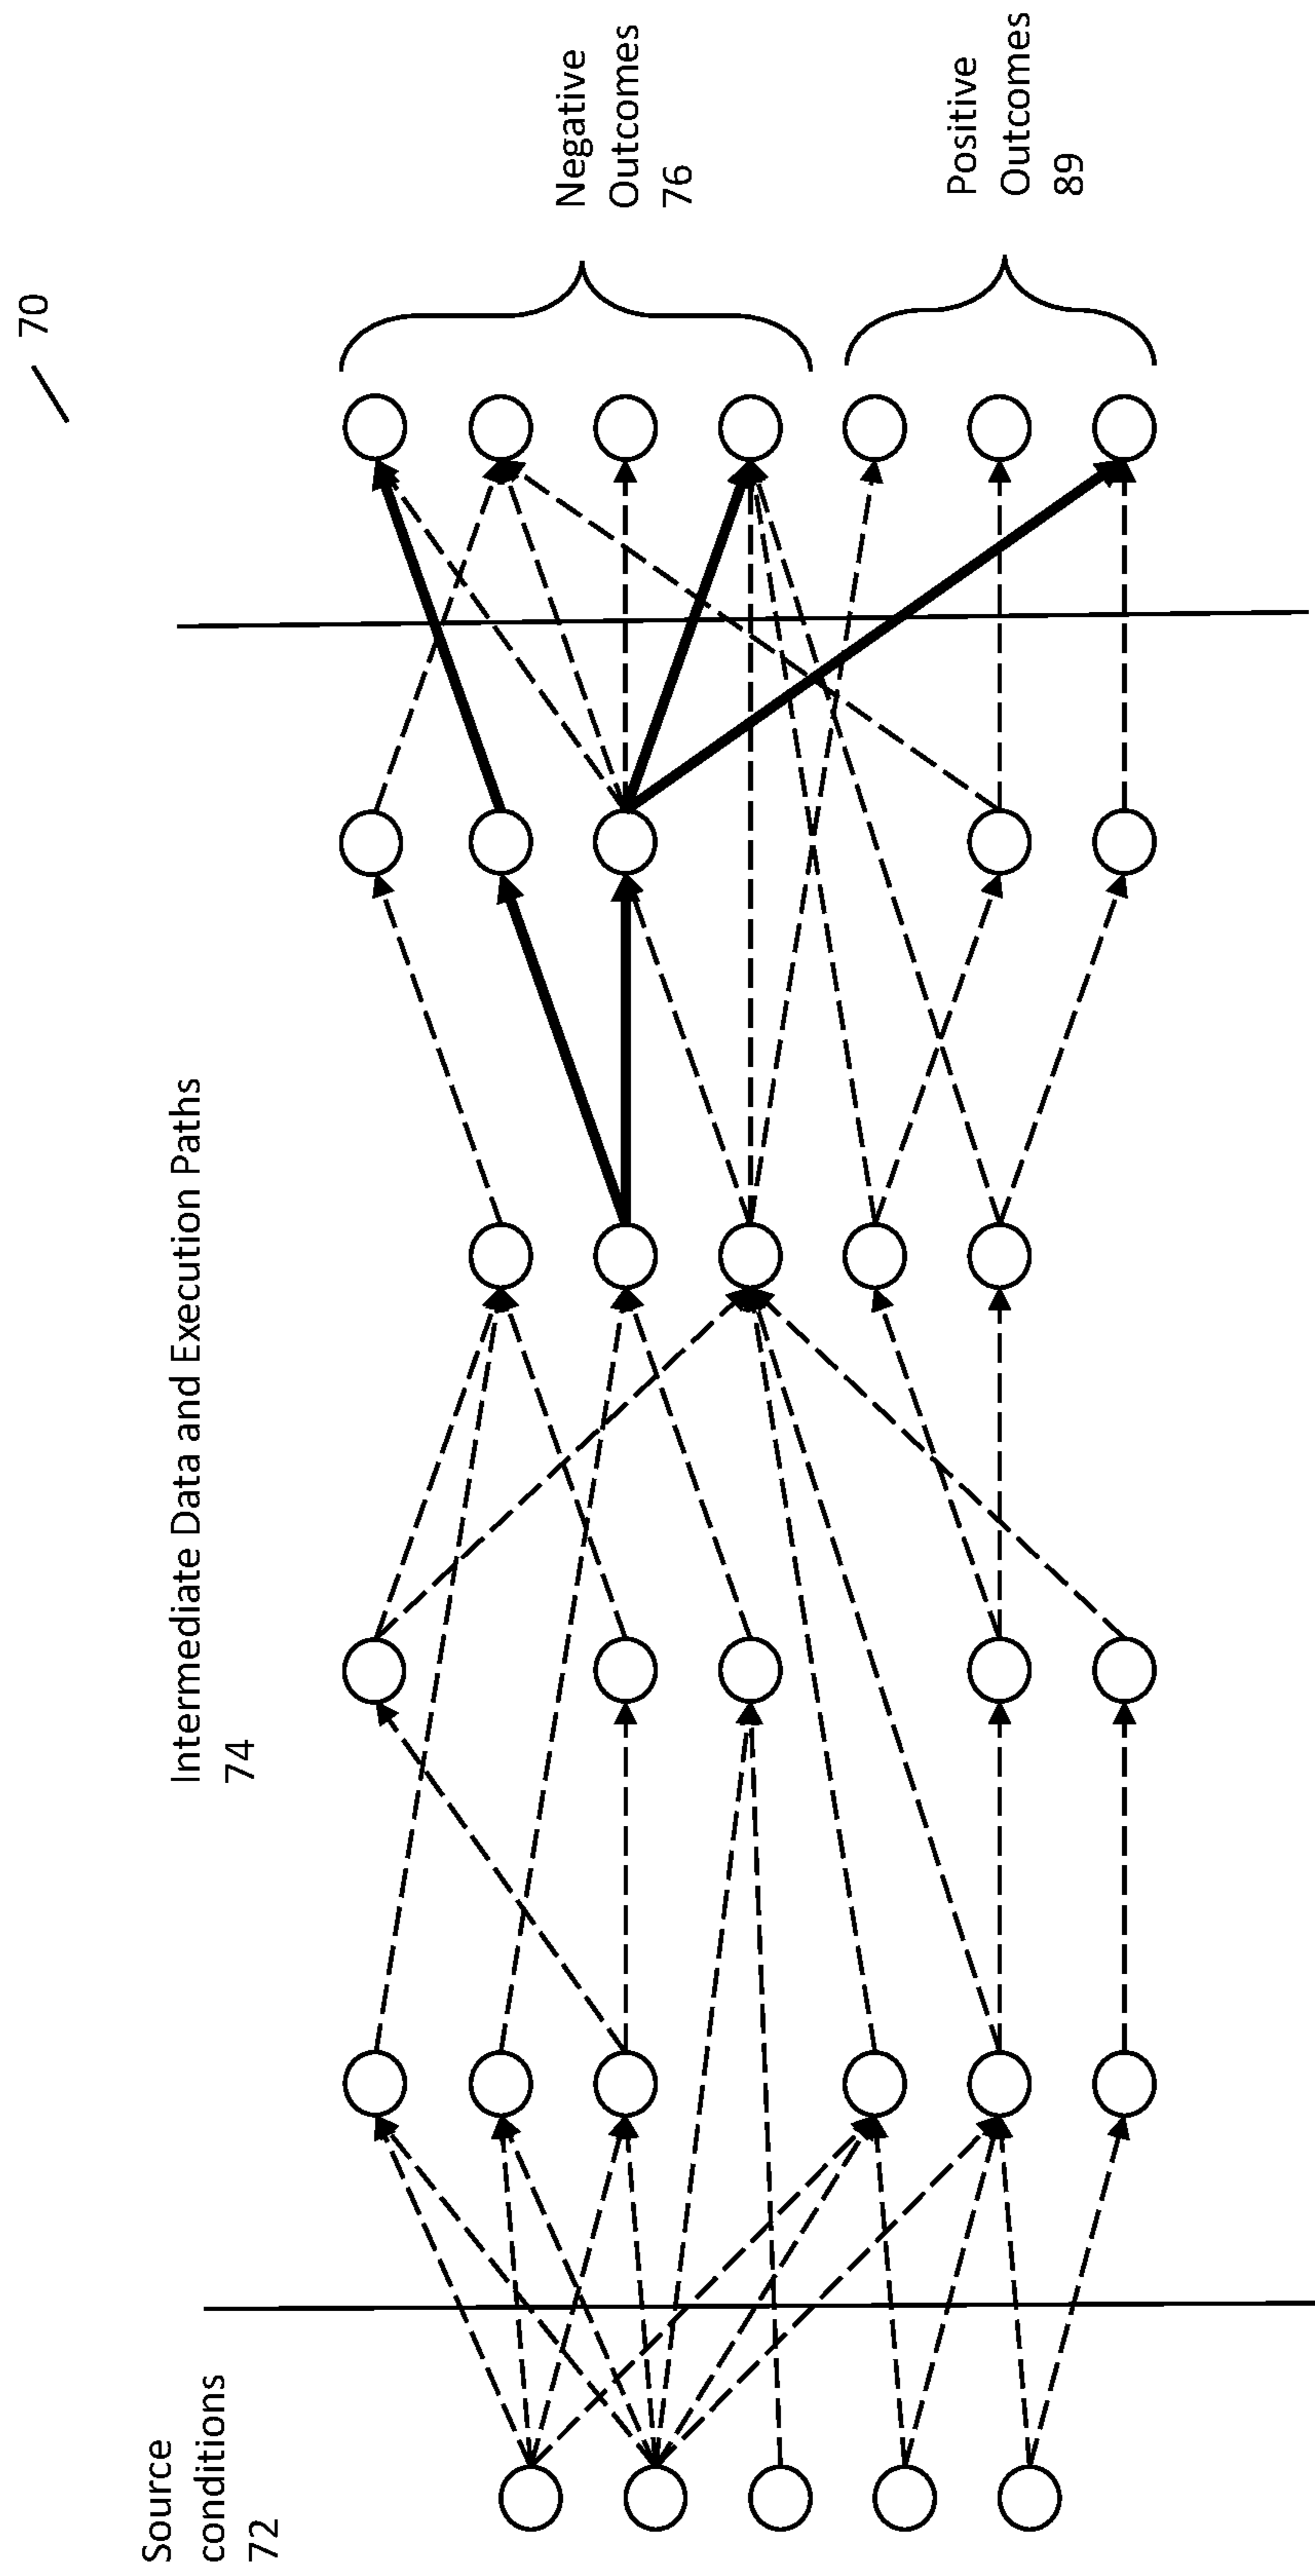 70
Source
conditions
72
Intermediate Data and Execution Paths
74
Negative
Outcomes
76
Positive
Outcomes
89